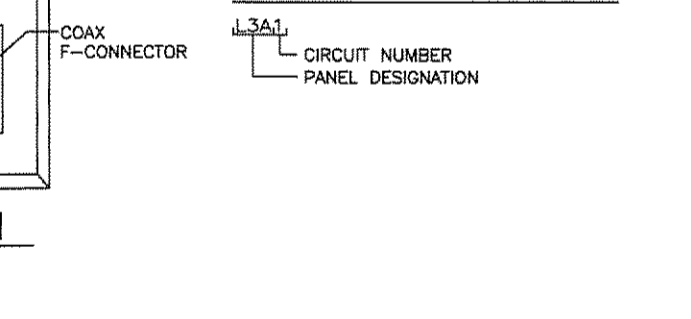 COAX
F-CONNECTOR
L3A1
CIRCUIT NUMBER
PANEL DESIGNATION